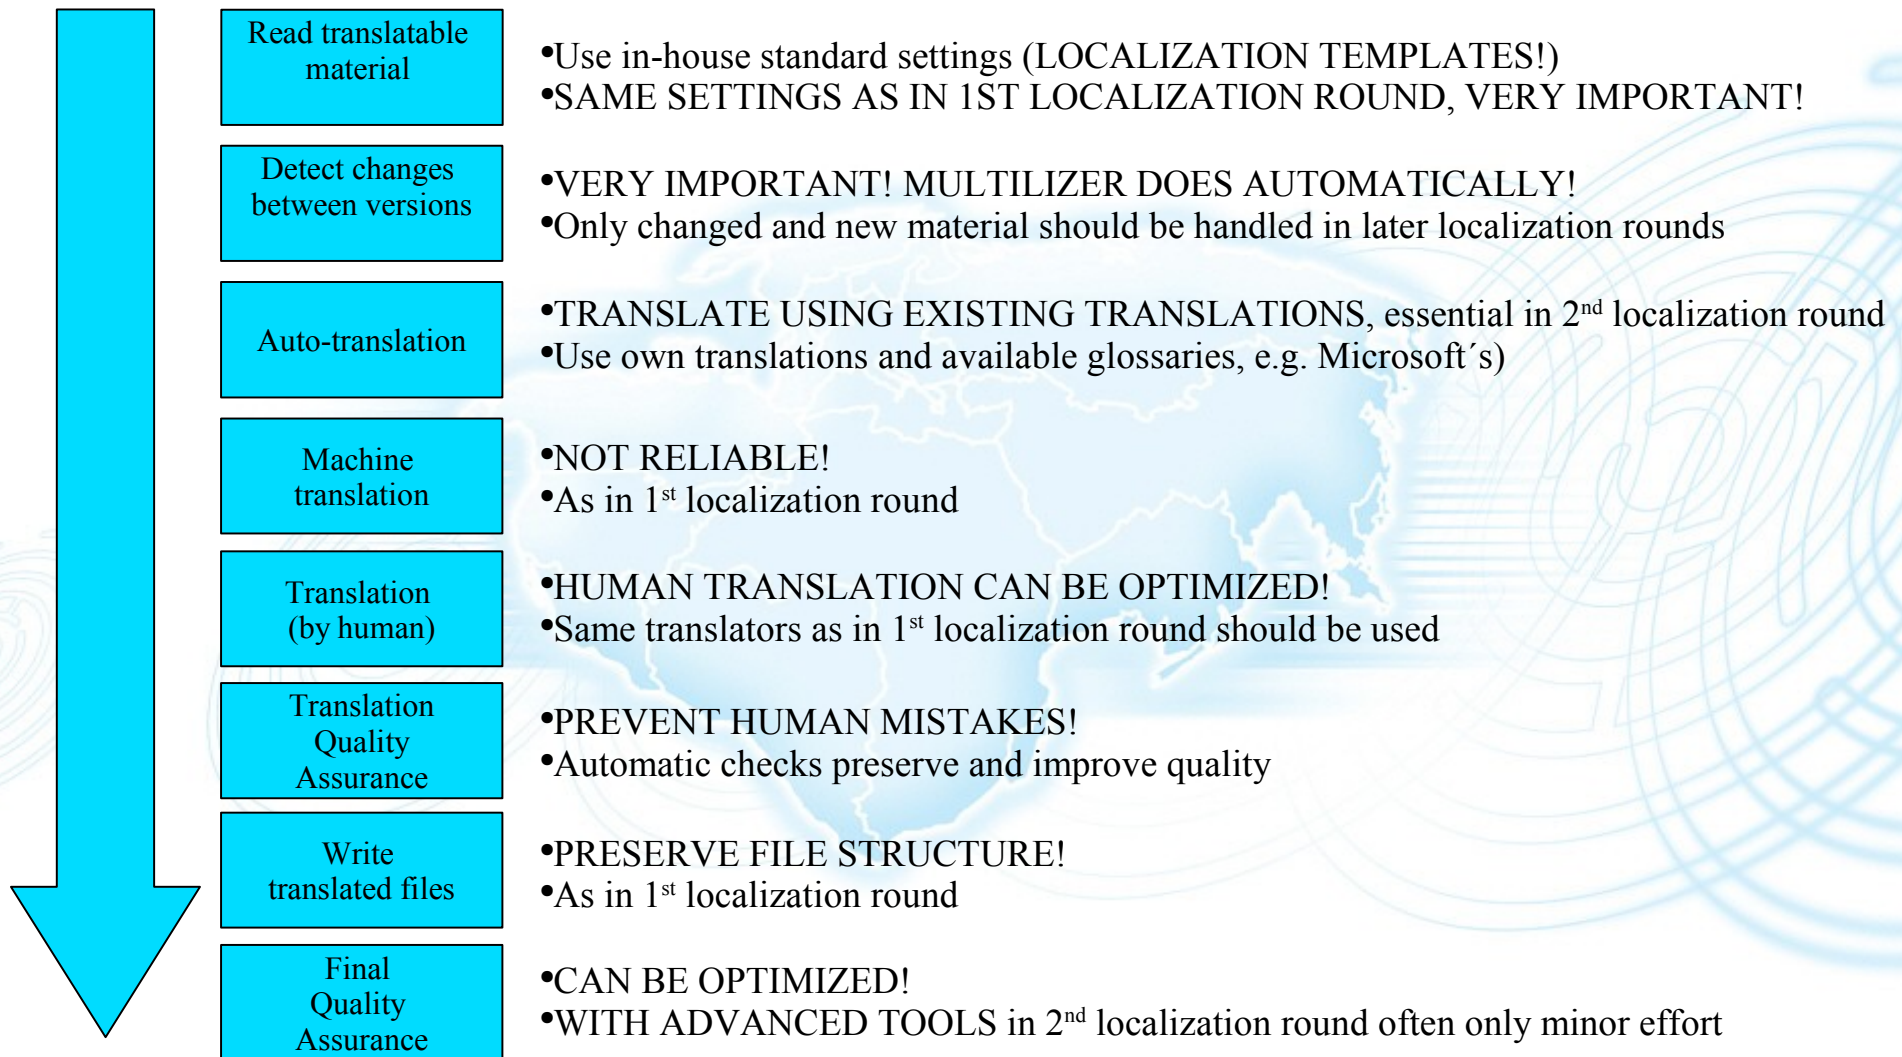 Read translatable
material
•Use in-house standard settings (LOCALIZATION TEMPLATES!)
•SAME SETTINGS AS IN 1ST LOCALIZATION ROUND, VERY IMPORTANT!
Detect changes
between versions
•VERY IMPORTANT! MULTILIZER DOES AUTOMATICALLY!
•Only changed and new material should be handled in later localization rounds
Auto-translation
•TRANSLATE USING EXISTING TRANSLATIONS, essential in 2nd localization round
•Use own translations and available glossaries, e.g. Microsoft´s)
Machine
translation
•NOT RELIABLE!
•As in 1st localization round
Translation
(by human)
•HUMAN TRANSLATION CAN BE OPTIMIZED!
•Same translators as in 1st localization round should be used
Translation
Quality
Assurance
•PREVENT HUMAN MISTAKES!
•Automatic checks preserve and improve quality
Write
translated files
•PRESERVE FILE STRUCTURE!
•As in 1st localization round
Final
Quality
Assurance
•CAN BE OPTIMIZED!
•WITH ADVANCED TOOLS in 2nd localization round often only minor effort